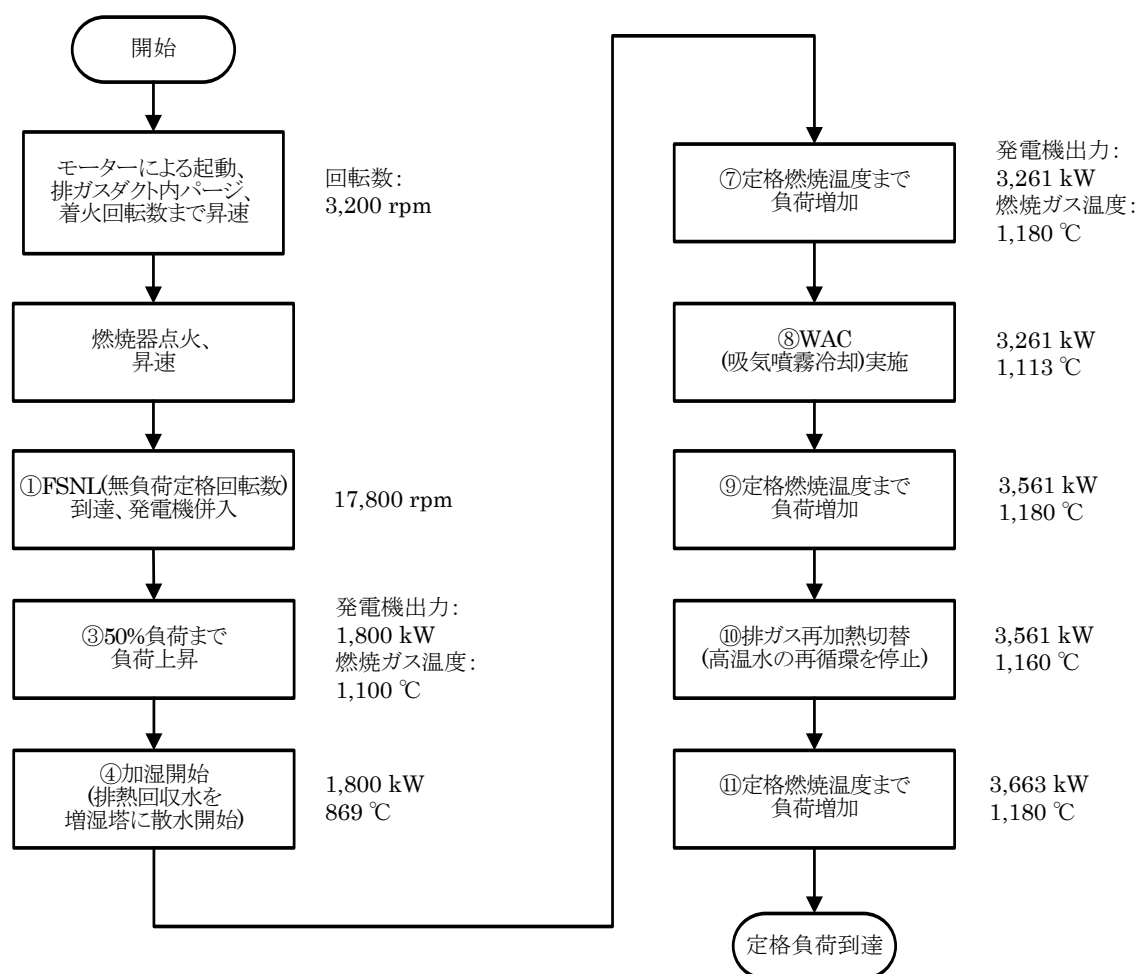 開始
モーターによる起動、
排ガスダクト内パージ、
着火回転数まで昇速
回転数：
3,200 rpm
燃焼器点火、
昇速
①FSNL(無負荷定格回転数)
到達、発電機併入
17,800 rpm
③50%負荷まで
負荷上昇
発電機出力：
1,800 kW
燃焼ガス温度：
1,100 ℃
④加湿開始
(排熱回収水を
増湿塔に散水開始)
1,800 kW
869 ℃
⑦定格燃焼温度まで
負荷増加
発電機出力：
3,261 kW
燃焼ガス温度：
1,180 ℃
⑧WAC
(吸気噴霧冷却)実施
3,261 kW
1,113 ℃
⑨定格燃焼温度まで
負荷増加
3,561 kW
1,180 ℃
⑩排ガス再加熱切替
(高温水の再循環を停止)
3,561 kW
1,160 ℃
⑪定格燃焼温度まで
負荷増加
3,663 kW
1,180 ℃
定格負荷到達